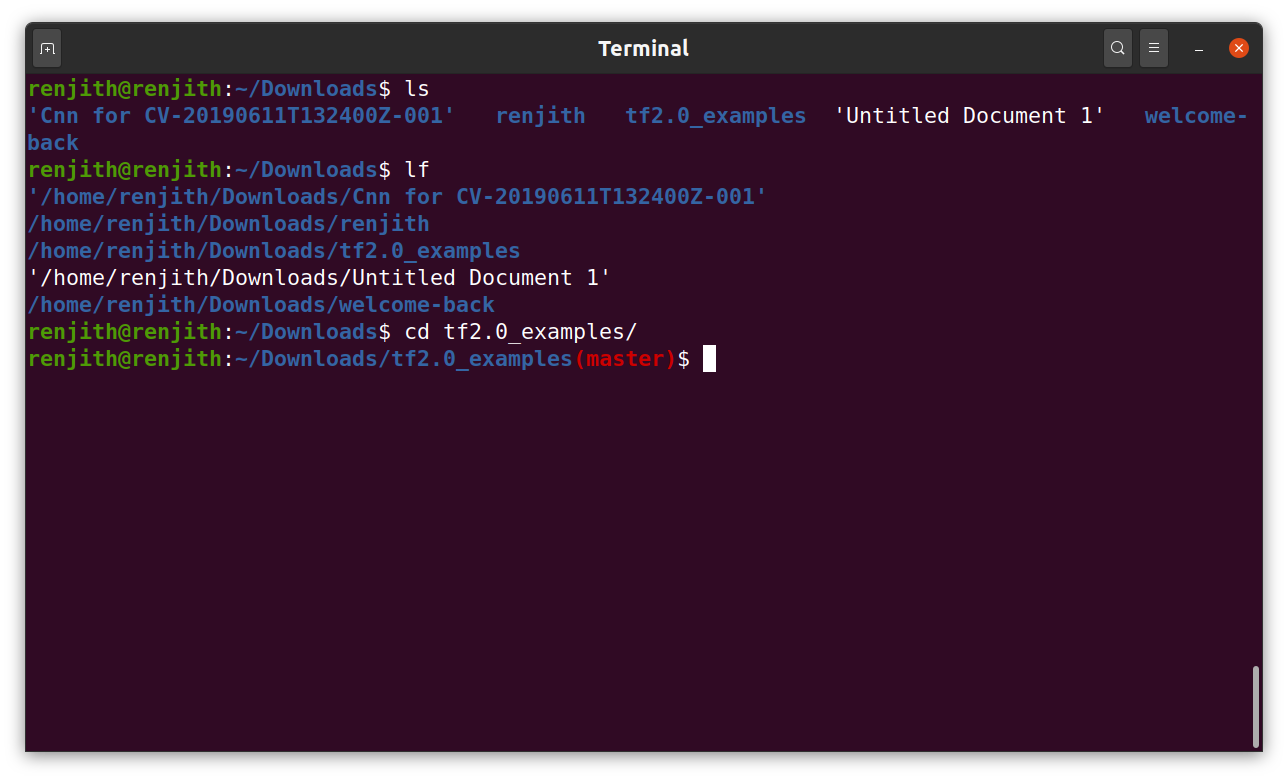 Terminal
renjith@renjith:~/Downloads$ ls
'Cnn for CV-20190611T132400Z-001'   renjith   tf2.0_examples  'Untitled Document 1'   welcome-
back
renjith@renjith:~/Downloads$ lf
'/home/renjith/Downloads/Cnn for CV-20190611T132400Z-001'
/home/renjith/Downloads/renjith
/home/renjith/Downloads/tf2.0_examples
'/home/renjith/Downloads/Untitled Document 1'
/home/renjith/Downloads/welcome-back
renjith@renjith:~/Downloads$ cd tf2.0_examples/
renjith@renjith:~/Downloads/tf2.0_examples(master)$